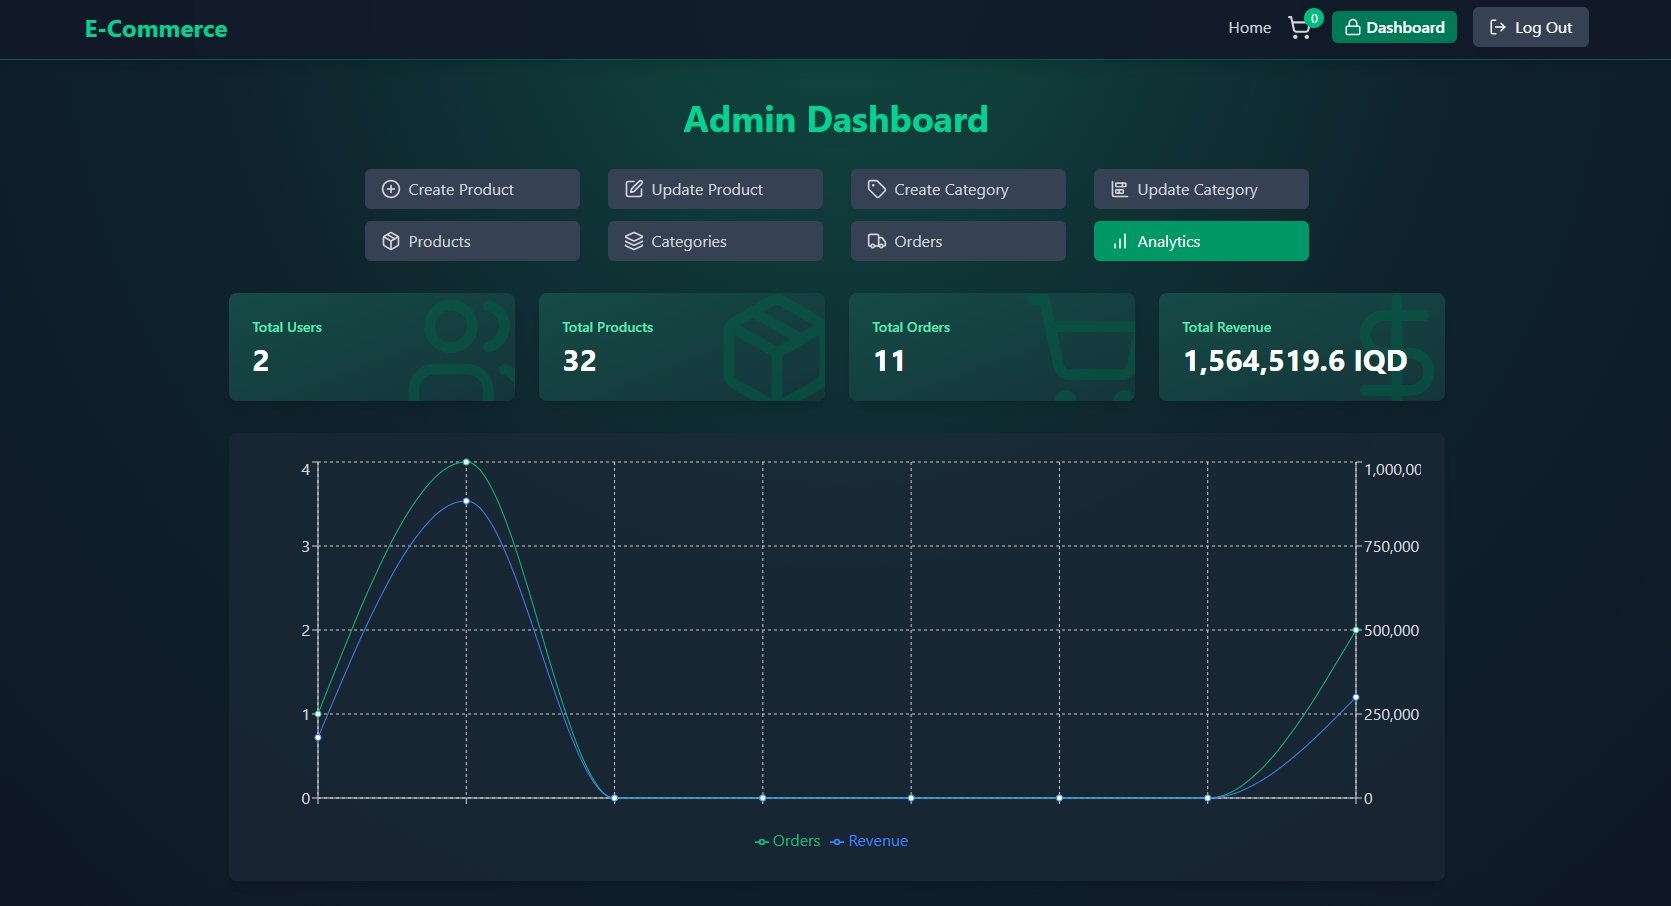 E-Commerce
Home
0
Dashboard
Log Out
Admin Dashboard
Create Product
Update Product
Create Category
Update Category
Products
Categories
Orders
Analytics
Total Users
2
Total Products
32
Total Orders
11
Total Revenue
1,564,519.6 IQD
4
3
2
1
0
1,000,00
750,000
500,000
250,000
0
Orders
Revenue